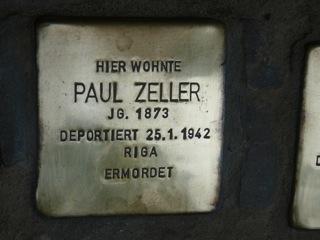 HIER WOHNTE
PAUL ZELLER
JG. 1873
DEPORTIERT 25.1.1942
RIGA
ERMORDET